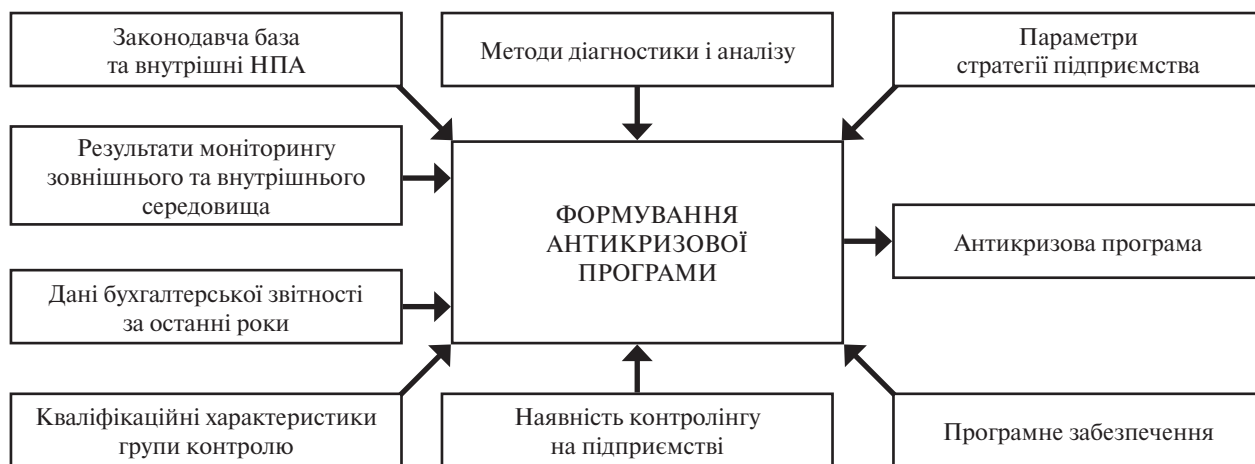 Законодавча база
та внутрішні НПА
Методи діагностики і аналізу
Параметри
стратегії підприємства
Результати моніторингу
зовнішнього та внутрішнього
середовища
ФОРМУВАННЯ
АНТИКРИЗОВОЇ
ПРОГРАМИ
Антикризова програма
Дані бухгалтерської звітності
за останні роки
Кваліфікаційні характеристики
групи контролю
Наявність контролінгу
на підприємстві
Програмне забезпечення